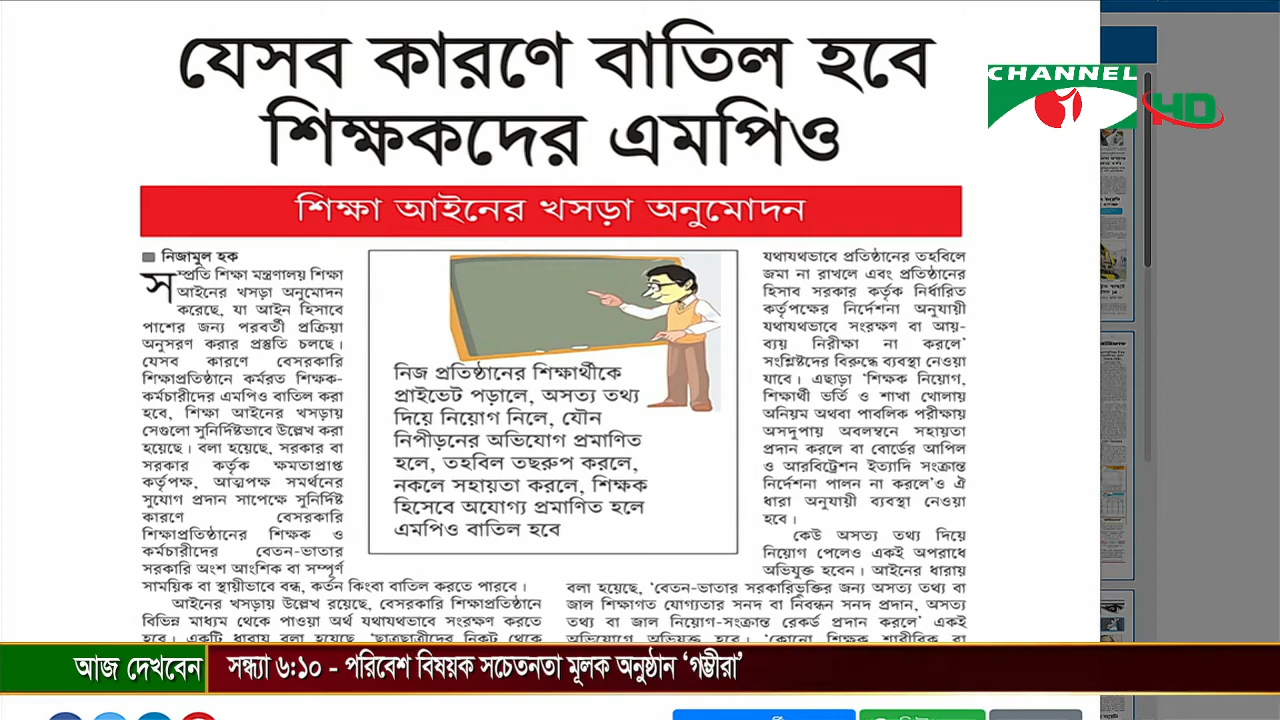 যেসব কারণে বাতিল হবে
শিক্ষকদের এমপিও
CHANNEL
i HD
শিক্ষা আইনের খসড়া অনুমোদন
নিজামুল হক
সম্প্রতি শিক্ষা মন্ত্রণালয় শিক্ষা
আইনের খসড়া অনুমোদন
করেছে, যা আইন হিসাবে
পাশের জন্য পরবর্তী প্রক্রিয়া
অনুসরণ করার প্রস্তুতি চলছে।
যেসব কারণে বেসরকারি
শিক্ষাপ্রতিষ্ঠানে কর্মরত শিক্ষক-
কর্মচারীদের এমপিও বাতিল করা
হবে, শিক্ষা আইনের খসড়ায়
সেগুলো সুনির্দিষ্টভাবে উল্লেখ করা
হয়েছে। বলা হয়েছে, সরকার বা
সরকার কর্তৃক ক্ষমতাপ্রাপ্ত
কর্তৃপক্ষ, আত্মপক্ষ সমর্থনের
সুযোগ প্রদান সাপেক্ষে সুনির্দিষ্ট
কারণে বেসরকারি
শিক্ষাপ্রতিষ্ঠানের শিক্ষক ও
কর্মচারীদের বেতন-ভাতার
সরকারি অংশ আংশিক বা সম্পূর্ণ
সাময়িক বা স্থায়ীভাবে বন্ধ, কর্তন কিংবা বাতিল করতে পারবে।
আইনের খসড়ায় উল্লেখ রয়েছে, বেসরকারি শিক্ষাপ্রতিষ্ঠানে
বিভিন্ন মাধ্যম থেকে পাওয়া অর্থ যথাযথভাবে সংরক্ষণ করতে
হবে। একটি ধারায় বলা হয়েছে, 'ছাত্রছাত্রীদের নিকট থেকে
নিজ প্রতিষ্ঠানের শিক্ষার্থীকে
প্রাইভেট পড়ালে, অসত্য তথ্য
দিয়ে নিয়োগ নিলে, যৌন
নিপীড়নের অভিযোগ প্রমাণিত
হলে, তহবিল তছরুপ করলে,
নকলে সহায়তা করলে, শিক্ষক
হিসেবে অযোগ্য প্রমাণিত হলে
এমপিও বাতিল হবে
যথাযথভাবে প্রতিষ্ঠানের তহবিলে
জমা না রাখলে এবং প্রতিষ্ঠানের
হিসাব সরকার কর্তৃক নির্ধারিত
কর্তৃপক্ষের নির্দেশনা অনুযায়ী
যথাযথভাবে সংরক্ষণ বা আয়-
ব্যয় নিরীক্ষা না করলে'
সংশ্লিষ্টদের বিরুদ্ধে ব্যবস্থা নেওয়া
যাবে। এছাড়া 'শিক্ষক নিয়োগ,
শিক্ষার্থী ভর্তি ও শাখা খোলায়
অনিয়ম অথবা পাবলিক পরীক্ষায়
অসদুপায় অবলম্বনে সহায়তা
প্রদান করলে বা বোর্ডের আপিল
ও আরবিট্রেশন ইত্যাদি সংক্রান্ত
নির্দেশনা পালন না করলে'ও ঐ
ধারা অনুযায়ী ব্যবস্থা নেওয়া
হবে।
কেউ অসত্য তথ্য দিয়ে
নিয়োগ পেলেও একই অপরাধে
অভিযুক্ত হবেন। আইনের ধারায়
বলা হয়েছে, 'বেতন-ভাতার সরকারিভুক্তির জন্য অসত্য তথ্য বা
জাল শিক্ষাগত যোগ্যতার সনদ বা নিবন্ধন সনদ প্রদান, অসত্য
তথ্য বা জাল নিয়োগ-সংক্রান্ত রেকর্ড প্রদান করলে' একই
অভিযোগে অভিযুক্ত হবে। 'কোনো শিক্ষক শারীরিক বা
আজ দেখবেন
সন্ধ্যা ৬:১০ - পরিবেশ বিষয়ক সচেতনতা মূলক অনুষ্ঠান 'গম্ভীরা'